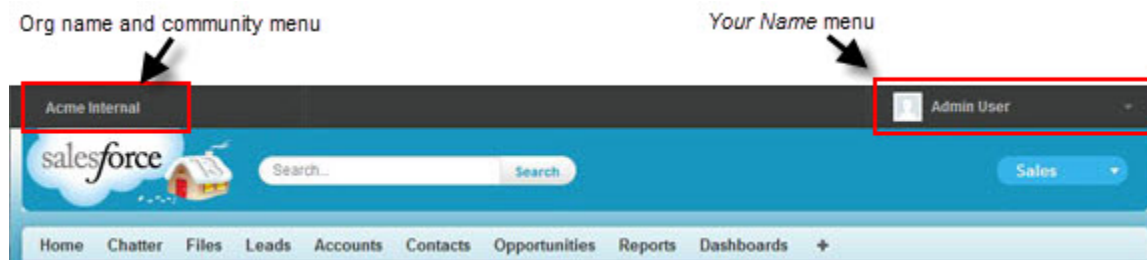 Org name and community menu
Your Name menu
Acme Internal
Admin User
salesforce
Search...
Search
Sales
Home Chatter Files Leads Accounts Contacts Opportunities Reports Dashboards +